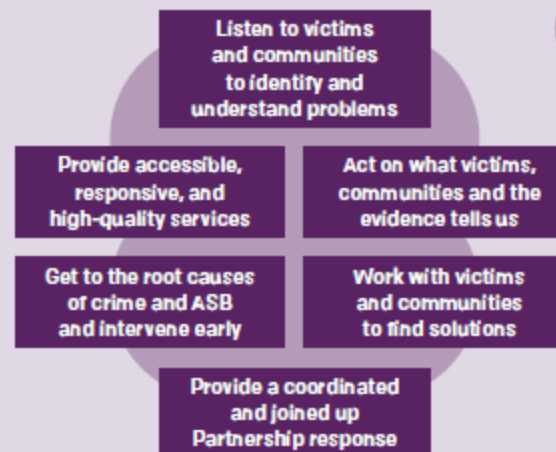 Listen to victims
and communities
to identify and
understand problems
Provide accessible,
responsive, and
high-quality services
Act on what victims,
communities and the
evidence tells us
Get to the root causes
of crime and ASB
and intervene early
Work with victims
and communities
to find solutions
Provide a coordinated
and joined up
Partnership response